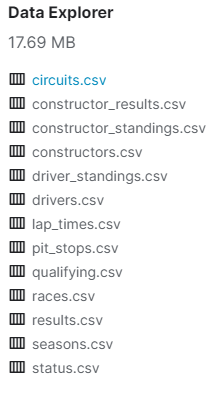 Data Explorer
17.69 MB
circuits.csv
constructor_results.csv
constructor_standings.csv
constructors.csv
driver_standings.csv
drivers.csv
lap_times.csv
pit_stops.csv
qualifying.csv
races.csv
results.csv
seasons.csv
status.csv